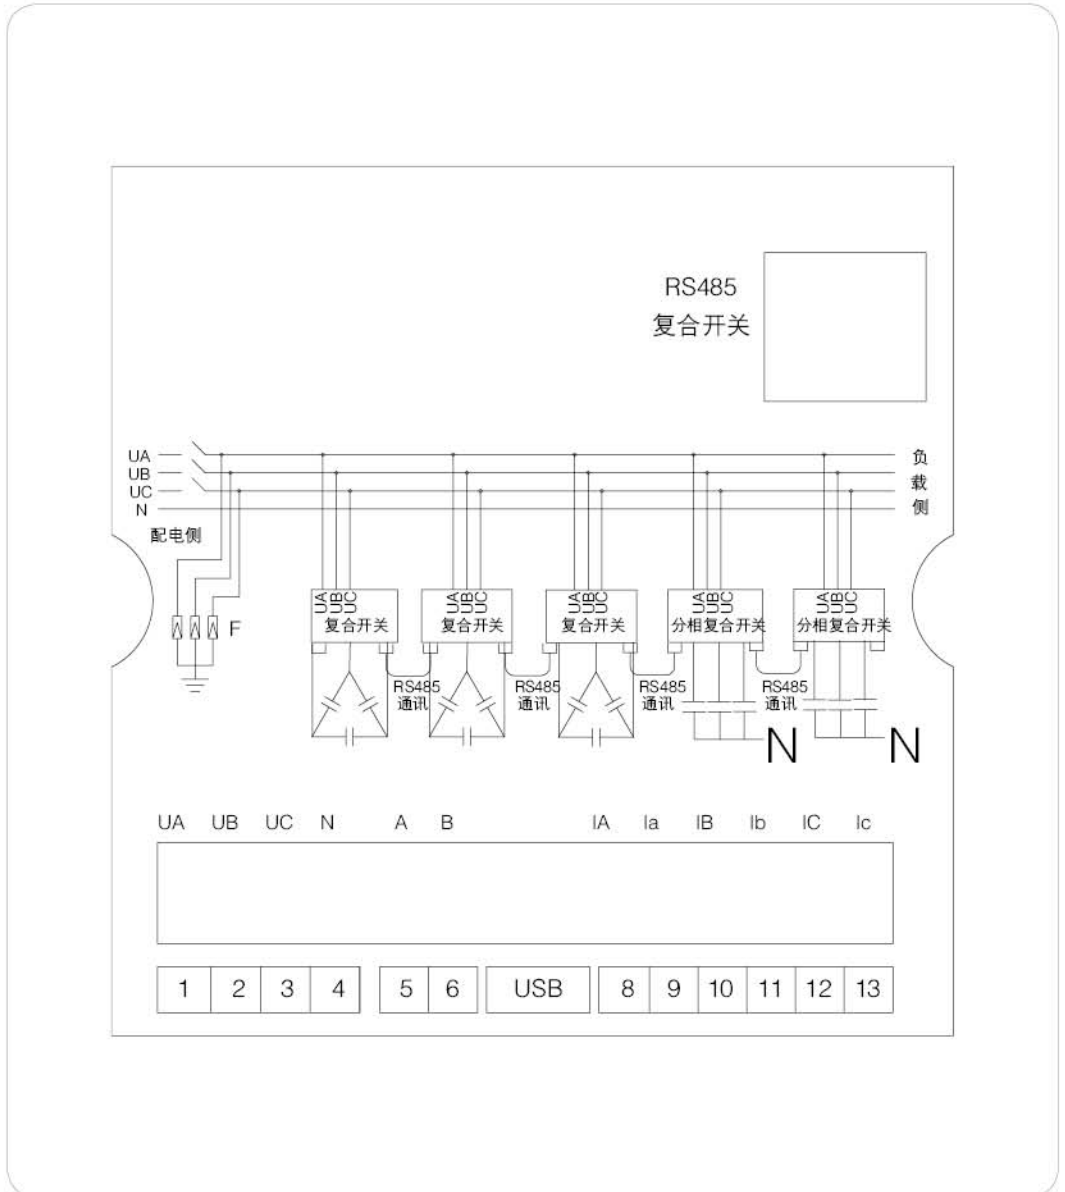 RS485
复合开关
UA
UB
UC
N
负
载
侧
配电侧
F
UA UB UC
复合开关
UA UB UC
复合开关
UA UB UC
复合开关
UA UB UC
分相复合开关
UA UB UC
分相复合开关
RS485
通讯
RS485
通讯
RS485
通讯
RS485
通讯
N
N
UA UB UC N A B IA Ia IB Ib IC Ic
1 2 3 4 5 6 USB 8 9 10 11 12 13